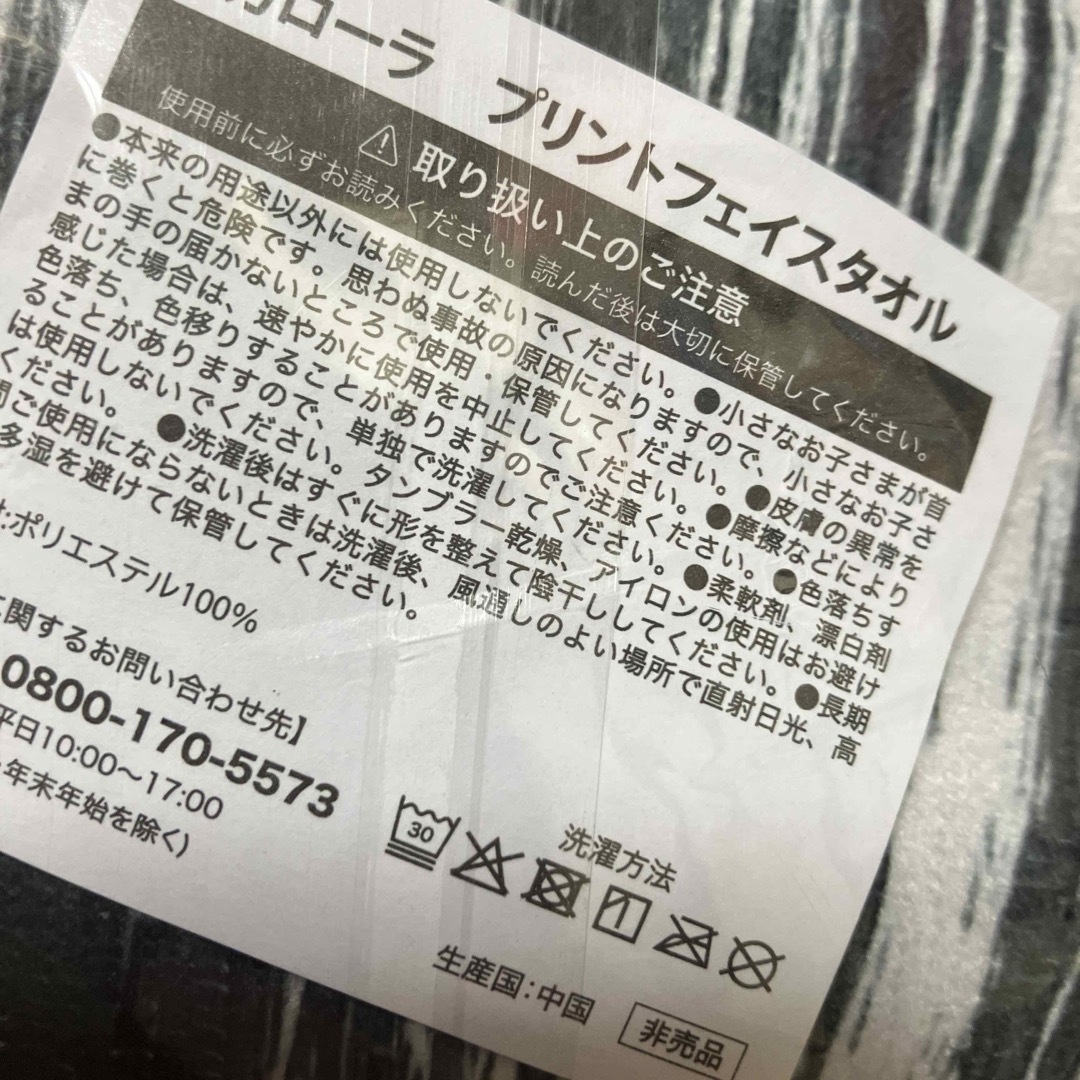 カローラ プリントフェイスタオル
取り扱い上のご注意
使用前に必ずお読みください。読んだ後は大切に保管してください。
●本来の用途以外には使用しないでください。●小さなお子さまが首
に巻くと危険です。思わぬ事故の原因になりますので、小さなお子さ
まの手の届かないところで使用・保管してください。●皮膚の異常を
感じた場合は、速やかに使用を中止してください。●摩擦などにより
色落ち、色移りすることがありますのでご注意ください。●色落ちす
ることがありますので、単独で洗濯してください。●柔軟剤、漂白剤
は使用しないでください。タンブラー乾燥、アイロンの使用はお避け
ください。●洗濯後はすぐに形を整えて陰干ししてください。●長期
間ご使用にならないときは洗濯後、風通しのよい場所で直射日光、高
多湿を避けて保管してください。
:ポリエステル100%
に関するお問い合わせ先】
0800-170-5573
平日10:00〜17:00
・年末年始を除く)
洗濯方法
30
生産国:中国
非売品